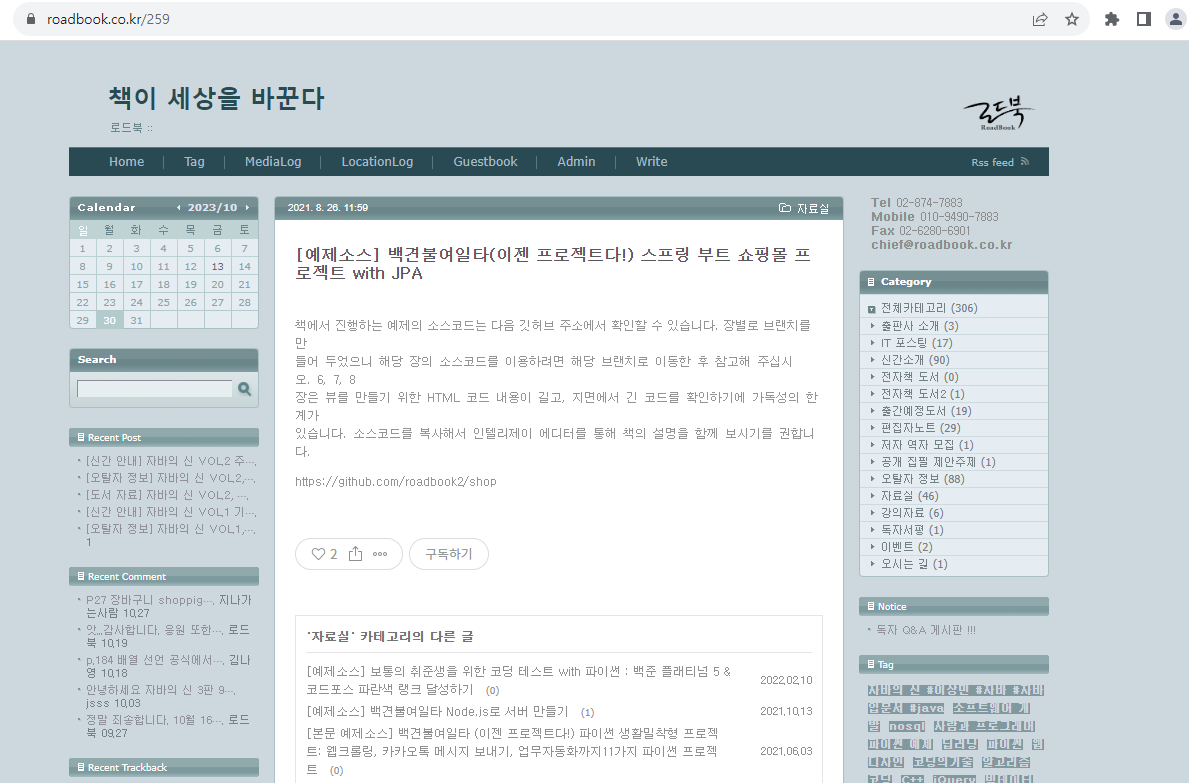 roadbook.co.kr/259
책이 세상을 바꾼다
로드북 ::
로드북
RoadBook
Home
Tag
MediaLog
LocationLog
Guestbook
Admin
Write
Rss feed
Calendar
2023/10
일 월 화 수 목 금 토
1 2 3 4 5 6 7
8 9 10 11 12 13 14
15 16 17 18 19 20 21
22 23 24 25 26 27 28
29 30 31
Search
Recent Post
[신간 안내] 자바의 신 VOL2 주⋯.
[오탈자 정보] 자바의 신 VOL2,⋯.
[도서 자료] 자바의 신 VOL2, ⋯.
[신간 안내] 자바의 신 VOL1 기⋯.
[오탈자 정보] 자바의 신 VOL1,⋯.
1
Recent Comment
P27 장바구니 shoppig⋯. 지나가
는사람 10.27
앗,,,감사합니다. 응원 또한⋯. 로드
북 10.19
p.184 배열 선언 공식에서⋯. 김나
영 10.18
안녕하세요 자바의 신 3판 9⋯.
jsss 10.03
정말 죄송합니다. 10월 16⋯. 로드
북 09.27
Recent Trackback
2021. 8. 26. 11:59
자료실
[예제소스] 백견불여일타(이젠 프로젝트다!) 스프링 부트 쇼핑몰 프
로젝트 with JPA
책에서 진행하는 예제의 소스코드는 다음 깃허브 주소에서 확인할 수 있습니다. 장별로 브랜치를
만
들어 두었으니 해당 장의 소스코드를 이용하려면 해당 브랜치로 이동한 후 참고해 주십시
오. 6, 7, 8
장은 뷰를 만들기 위한 HTML 코드 내용이 길고, 지면에서 긴 코드를 확인하기에 가독성의 한
계가
있습니다. 소스코드를 복사해서 인텔리제이 에디터를 통해 책의 설명을 함께 보시기를 권합니
다.
https://github.com/roadbook2/shop
2
구독하기
'자료실' 카테고리의 다른 글
[예제소스] 보통의 취준생을 위한 코딩 테스트 with 파이썬 : 백준 플래티넘 5 &
코드포스 파란색 랭크 달성하기 (0)
2022.02.10
[예제소스] 백견불여일타 Node.js로 서버 만들기 (1)
2021.10.13
[본문 예제소스] 백견불여일타 (이젠 프로젝트다!) 파이썬 생활밀착형 프로젝
트: 웹크롤링, 카카오톡 메시지 보내기, 업무자동화까지11가지 파이썬 프로젝
트 (0)
2021.06.03
Tel 02-874-7883
Mobile 010-9490-7883
Fax 02-6280-6901
chief@roadbook.co.kr
Category
전체카테고리 (306)
출판사 소개 (3)
IT 포스팅 (17)
신간소개 (90)
전자책 도서 (0)
전자책 도서2 (1)
출간예정도서 (19)
편집자노트 (29)
저자 역자 모집 (1)
공개 집필 제안주제 (1)
오탈자 정보 (88)
자료실 (46)
강의자료 (6)
독자서평 (1)
이벤트 (2)
오시는 길 (1)
Notice
독자 Q&A 게시판 !!!
Tag
자바의 신 #이상민 #자바 #자바
입문서 #java 소프트웨어 개
발 nosql 사람과 프로그래머
파이썬 예제 딥러닝 파이썬 웹
디자인 코딩의기술 알고리즘
코딩 C++ jQuery 빅데이터